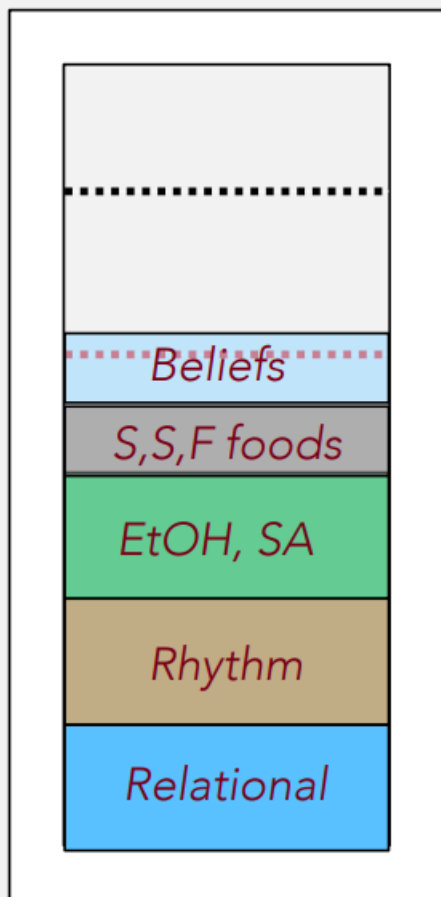 Beliefs
S,S,F foods
EtOH, SA
Rhythm
Relational